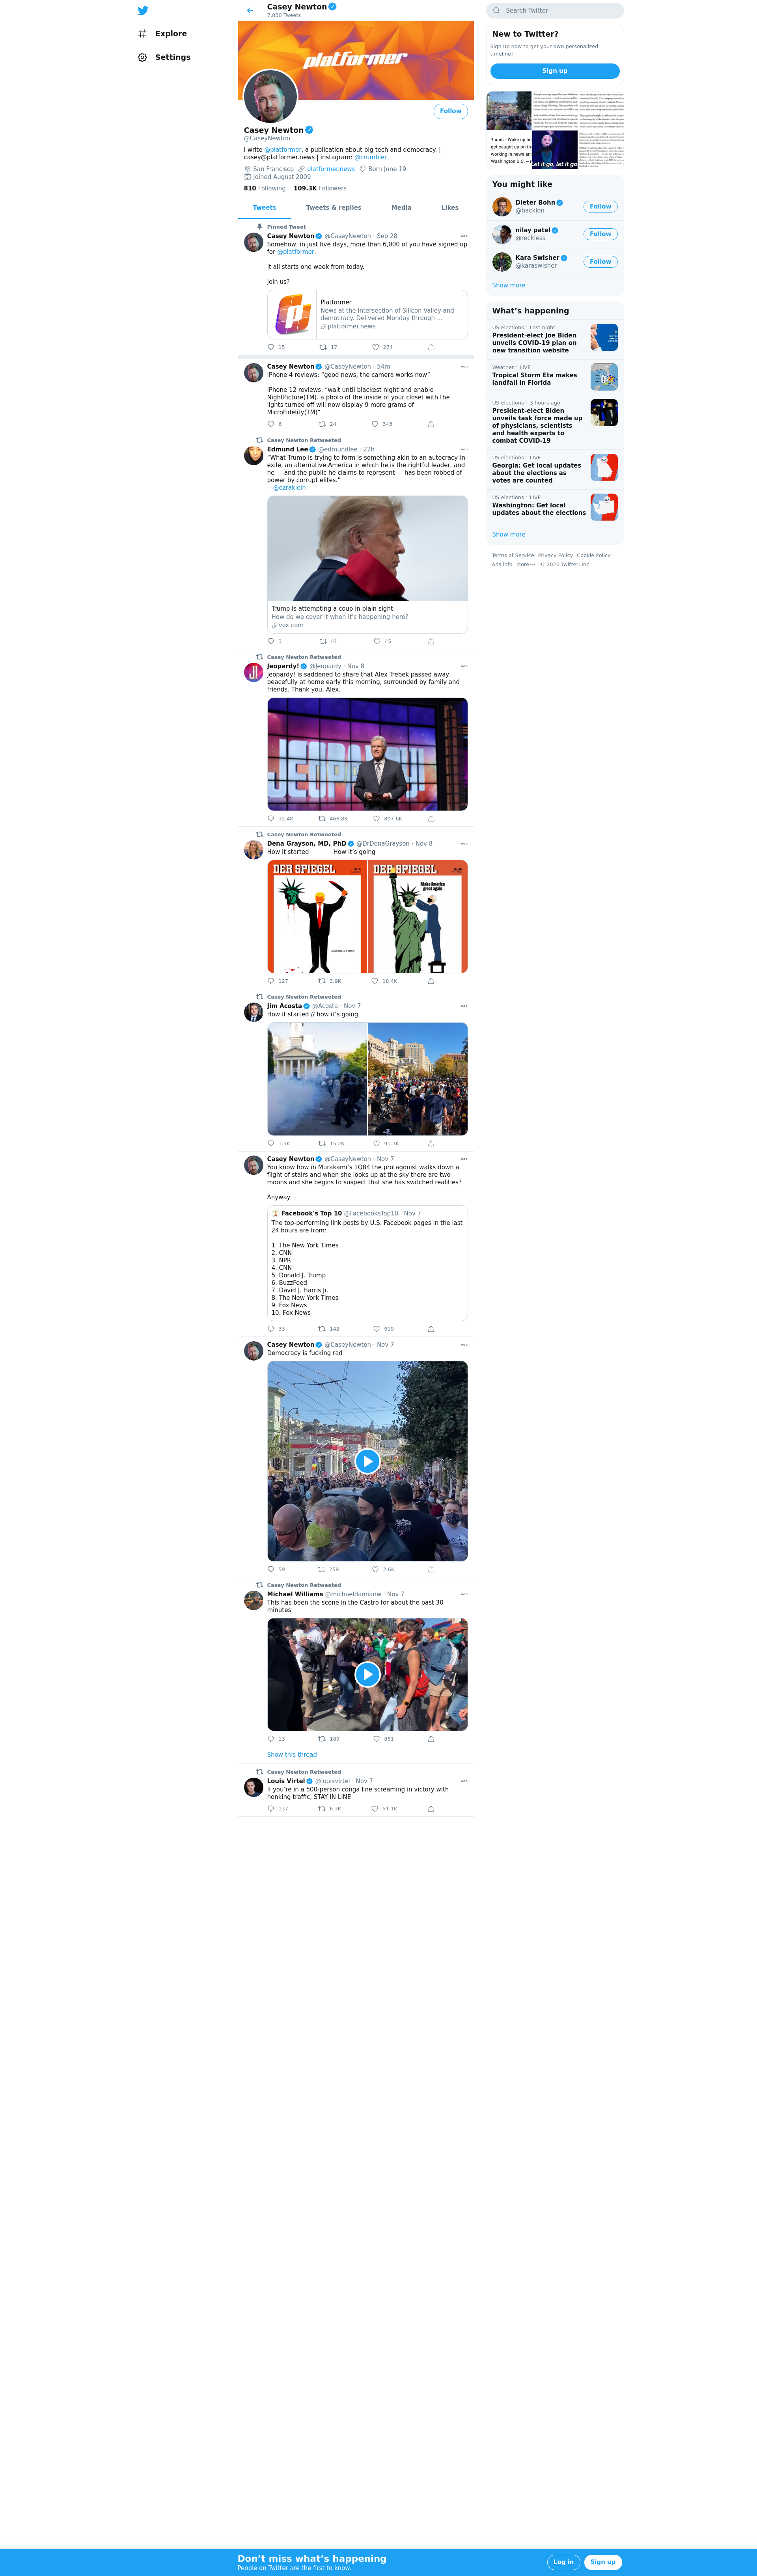 Explore
Settings
Casey Newton
7,850 Tweets
platformer
Follow
Casey Newton
@CaseyNewton
I write @platformer, a publication about big tech and democracy. |
casey@platformer.news | instagram: @crumbler
San Francisco platformer.news Born June 19
Joined August 2009
810 Following 109.3K Followers
Tweets Tweets & replies Media Likes
Pinned Tweet
Casey Newton @CaseyNewton · Sep 28
Somehow, in just five days, more than 6,000 of you have signed up
for @platformer.
It all starts one week from today.
Join us?
Platformer
News at the intersection of Silicon Valley and
democracy. Delivered Monday through ...
platformer.news
15 17 274
Casey Newton @CaseyNewton · 54m
iPhone 4 reviews: “good news, the camera works now”
iPhone 12 reviews: “wait until blackest night and enable
NightPicture(TM). a photo of the inside of your closet with the
lights turned off will now display 9 more grams of
MicroFidelity(TM)”
6 24 343
Casey Newton Retweeted
Edmund Lee @edmundlee · 22h
“What Trump is trying to form is something akin to an autocracy-in-
exile, an alternative America in which he is the rightful leader, and
he — and the public he claims to represent — has been robbed of
power by corrupt elites.”
—@ezraklein
Trump is attempting a coup in plain sight
How do we cover it when it’s happening here?
vox.com
3 41 45
Casey Newton Retweeted
Jeopardy! @Jeopardy · Nov 8
Jeopardy! is saddened to share that Alex Trebek passed away
peacefully at home early this morning, surrounded by family and
friends. Thank you, Alex.
JEOPARDY!
32.4K 466.8K 807.6K
Casey Newton Retweeted
Dena Grayson, MD, PhD @DrDenaGrayson · Nov 8
How it started How it’s going
DER SPIEGEL DER SPIEGEL
Make America
great again
AMERICA FIRST
127 3.9K 18.4K
Casey Newton Retweeted
Jim Acosta @Acosta · Nov 7
How it started // how it’s going
1.5K 15.2K 91.3K
Casey Newton @CaseyNewton · Nov 7
You know how in Murakami’s 1Q84 the protagonist walks down a
flight of stairs and when she looks up at the sky there are two
moons and she begins to suspect that she has switched realities?
Anyway
Facebook's Top 10 @FacebooksTop10 · Nov 7
The top-performing link posts by U.S. Facebook pages in the last
24 hours are from:
1. The New York Times
2. CNN
3. NPR
4. CNN
5. Donald J. Trump
6. BuzzFeed
7. David J. Harris Jr.
8. The New York Times
9. Fox News
10. Fox News
33 142 919
Casey Newton @CaseyNewton · Nov 7
Democracy is fucking rad
59 259 2.6K
Casey Newton Retweeted
Michael Williams @michaeldamianw · Nov 7
This has been the scene in the Castro for about the past 30
minutes
13 189 861
Show this thread
Casey Newton Retweeted
Louis Virtel @louisvirtel · Nov 7
If you’re in a 500-person conga line screaming in victory with
honking traffic, STAY IN LINE
137 6.3K 51.1K
Search Twitter
New to Twitter?
Sign up now to get your own personalized
timeline!
Sign up
7 a.m. - Wake up an
get caught up on th
working in news an
Washington D.C. -
Let it go, let it go
You might like
Dieter Bohn
@backlon
Follow
nilay patel
@reckless
Follow
Kara Swisher
@karaswisher
Follow
Show more
What’s happening
US elections · Last night
President-elect Joe Biden
unveils COVID-19 plan on
new transition website
Weather · LIVE
Tropical Storm Eta makes
landfall in Florida
US elections · 3 hours ago
President-elect Biden
unveils task force made up
of physicians, scientists
and health experts to
combat COVID-19
US elections · LIVE
Georgia: Get local updates
about the elections as
votes are counted
US elections · LIVE
Washington: Get local
updates about the elections
Show more
Terms of Service Privacy Policy Cookie Policy
Ads info More ··· © 2020 Twitter, Inc.
Don’t miss what’s happening
People on Twitter are the first to know.
Log in
Sign up